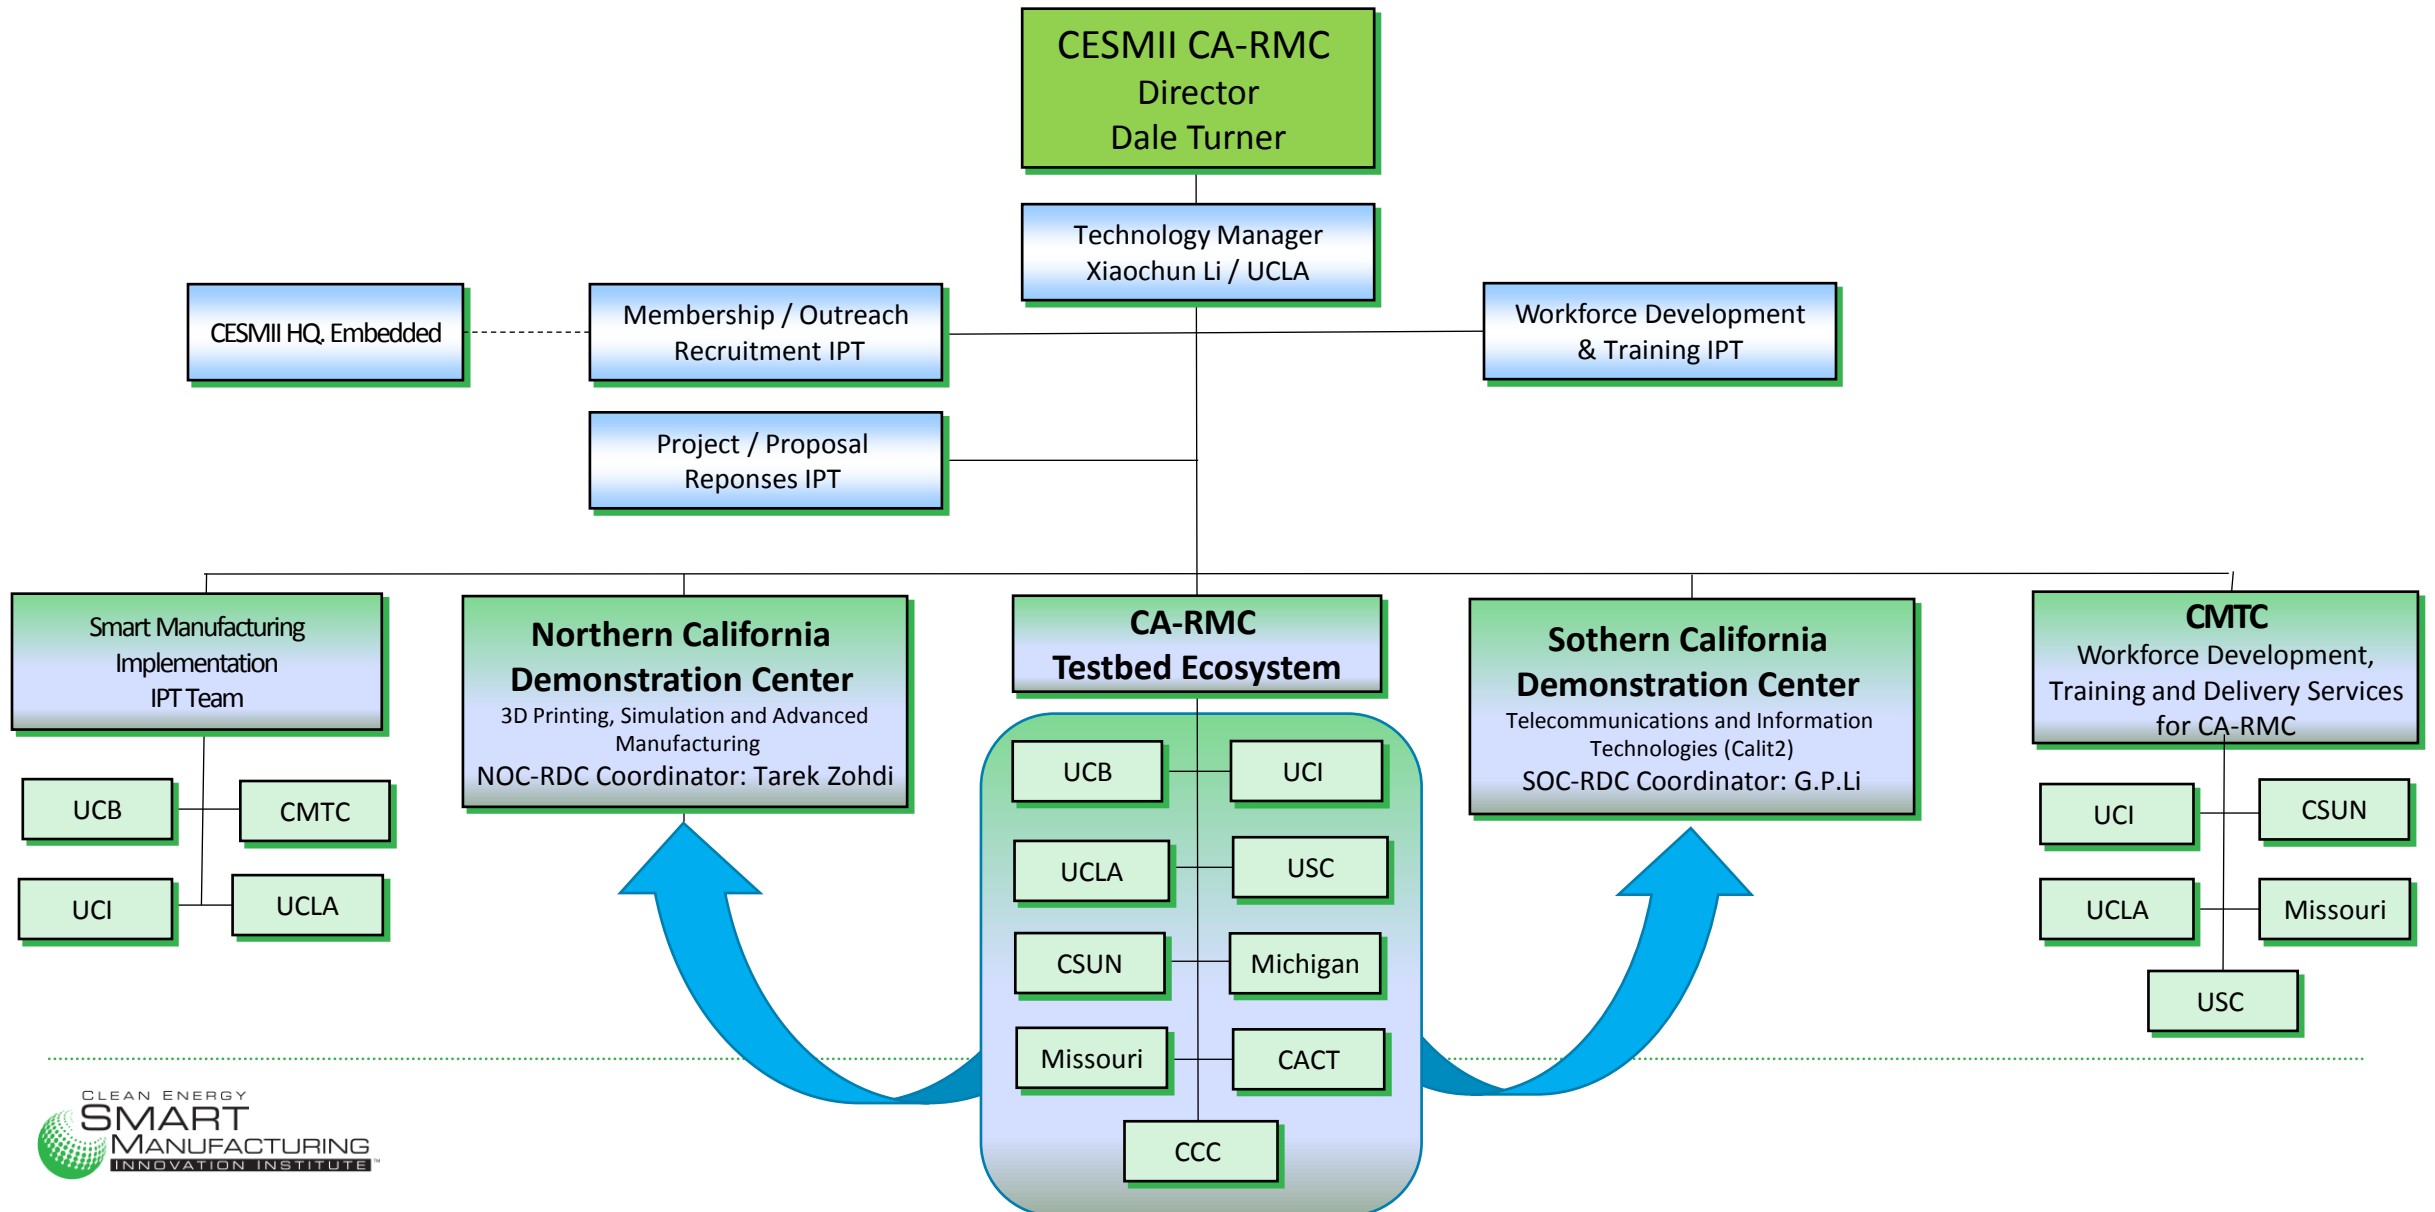 CESMII CA-RMC
Director
Dale Turner
Technology Manager
Xiaochun Li / UCLA
CESMII HQ. Embedded
Membership / Outreach
Recruitment IPT
Workforce Development
& Training IPT
Project / Proposal
Reponses IPT
Smart Manufacturing
Implementation
IPT Team
UCB
CMTC
UCI
UCLA
Northern California
Demonstration Center
3D Printing, Simulation and Advanced
Manufacturing
NOC-RDC Coordinator: Tarek Zohdi
CA-RMC
Testbed Ecosystem
UCB
UCI
UCLA
USC
CSUN
Michigan
Missouri
CACT
CCC
Sothern California
Demonstration Center
Telecommunications and Information
Technologies (Calit2)
SOC-RDC Coordinator: G.P.Li
CMTC
Workforce Development,
Training and Delivery Services
for CA-RMC
UCI
CSUN
UCLA
Missouri
USC
CLEAN ENERGY
SMART
MANUFACTURING
INNOVATION INSTITUTE™